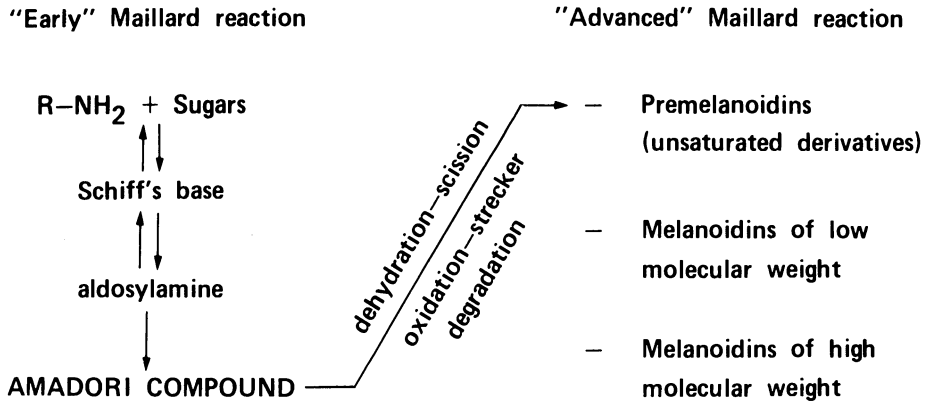 "Early" Maillard reaction
R–NH₂ + Sugars
Schiff's base
aldosylamine
AMADORI COMPOUND
dehydration–scission
oxidation–strecker
degradation
"Advanced" Maillard reaction
– Premelanoidins
(unsaturated derivatives)
– Melanoidins of low
molecular weight
– Melanoidins of high
molecular weight